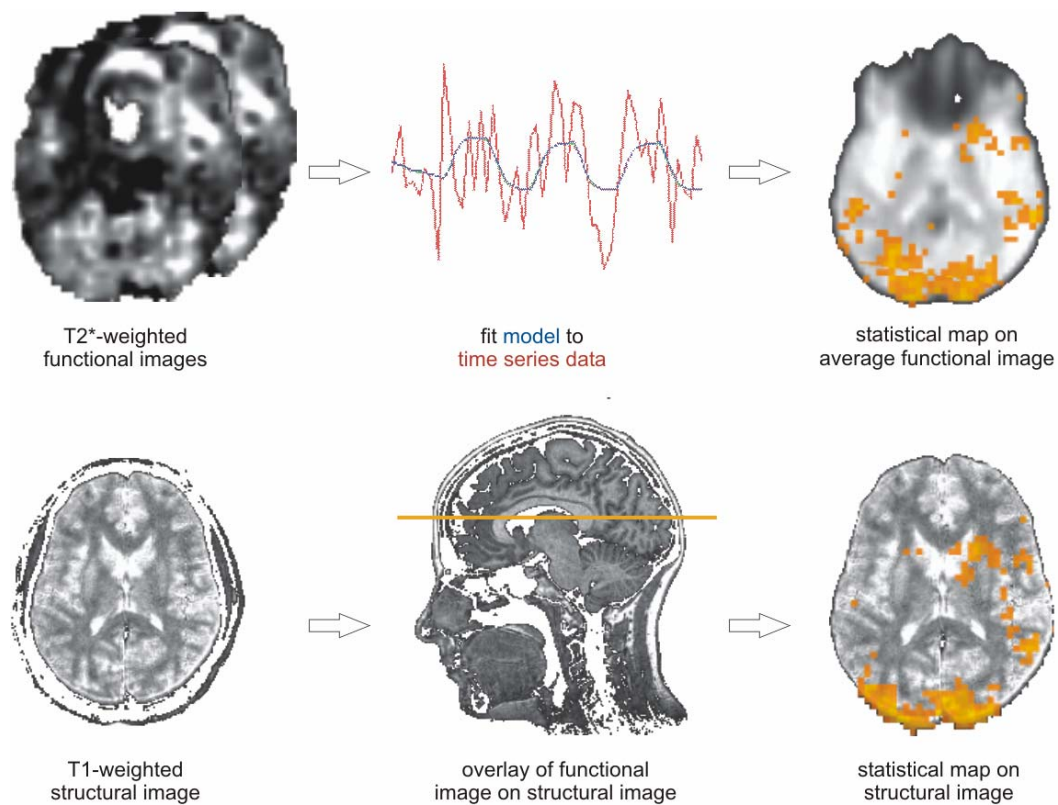 T2*-weighted
functional images
fit model to
time series data
statistical map on
average functional image
T1-weighted
structural image
overlay of functional
image on structural image
statistical map on
structural image